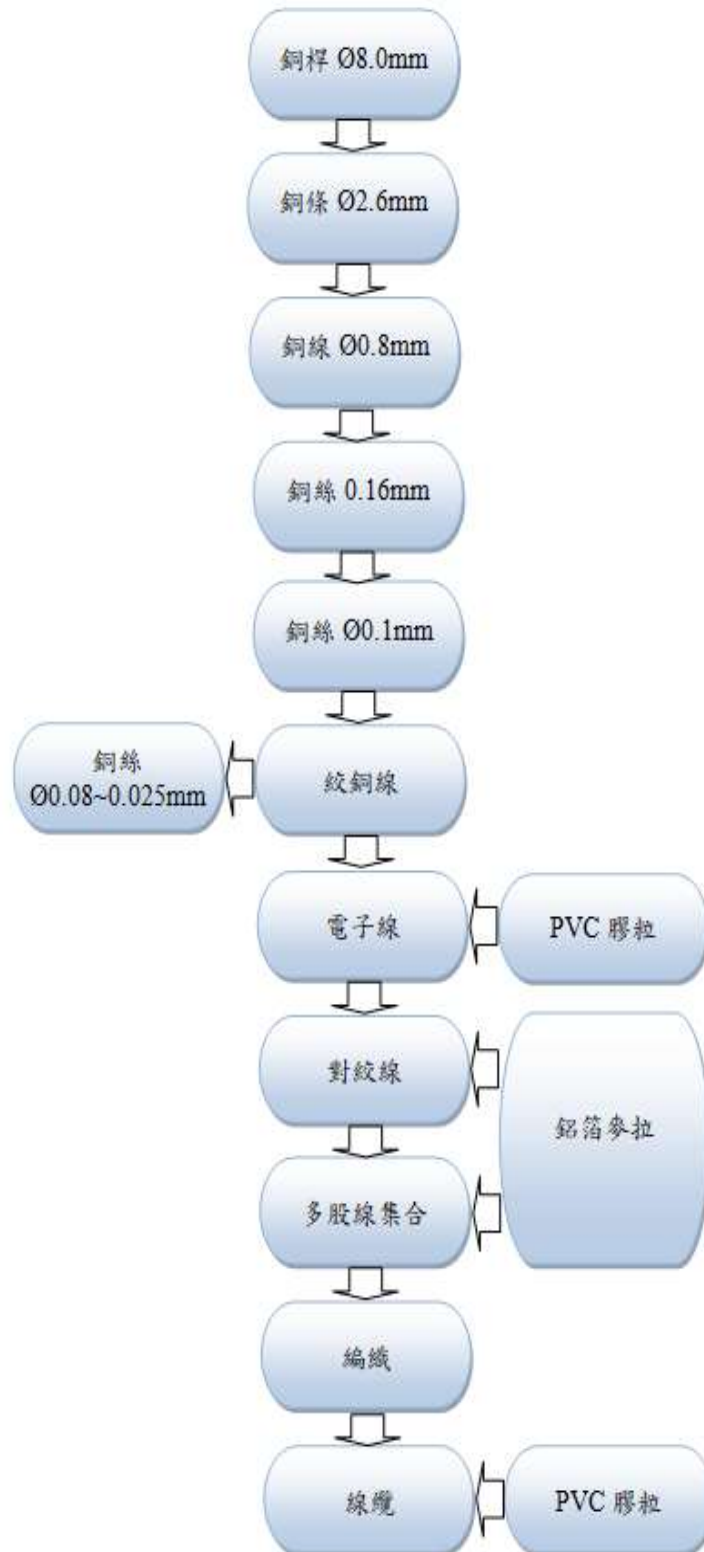 銅桿 Ø8.0mm
銅條 Ø2.6mm
銅線 Ø0.8mm
銅絲 0.16mm
銅絲 Ø0.1mm
銅絲
Ø0.08~0.025mm
絞銅線
電子線
PVC 膠粒
對絞線
鋁箔麥拉
多股線集合
編織
線纜
PVC 膠粒